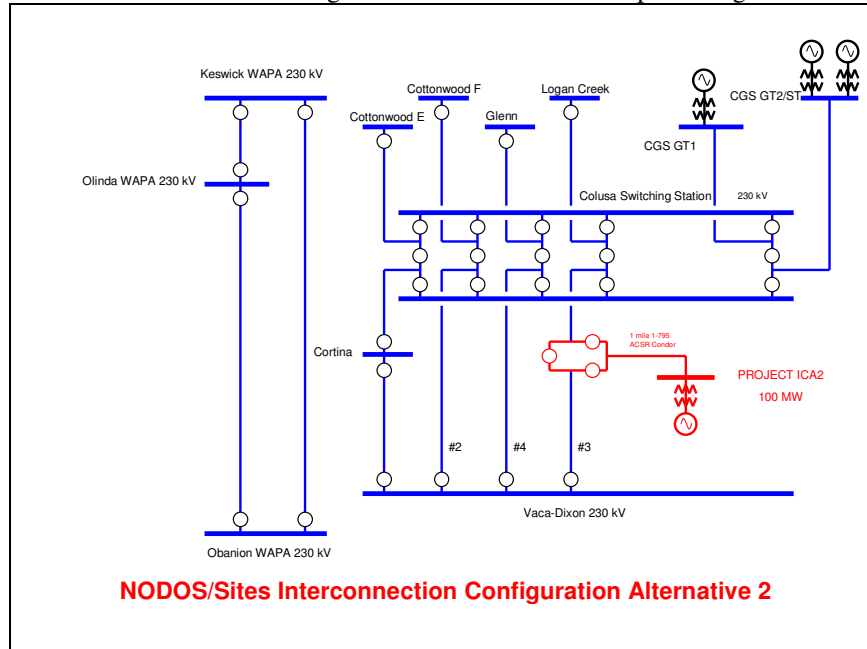 Keswick WAPA 230 kV
Cottonwood F
Logan Creek
CGS GT2/ST
Cottonwood E
Glenn
CGS GT1
Olinda WAPA 230 kV
Colusa Switching Station
230 kV
1 mile 1-795
ACSR Condor
Cortina
PROJECT ICA2
100 MW
#2
#4
#3
Vaca-Dixon 230 kV
Obanion WAPA 230 kV
NODOS/Sites Interconnection Configuration Alternative 2